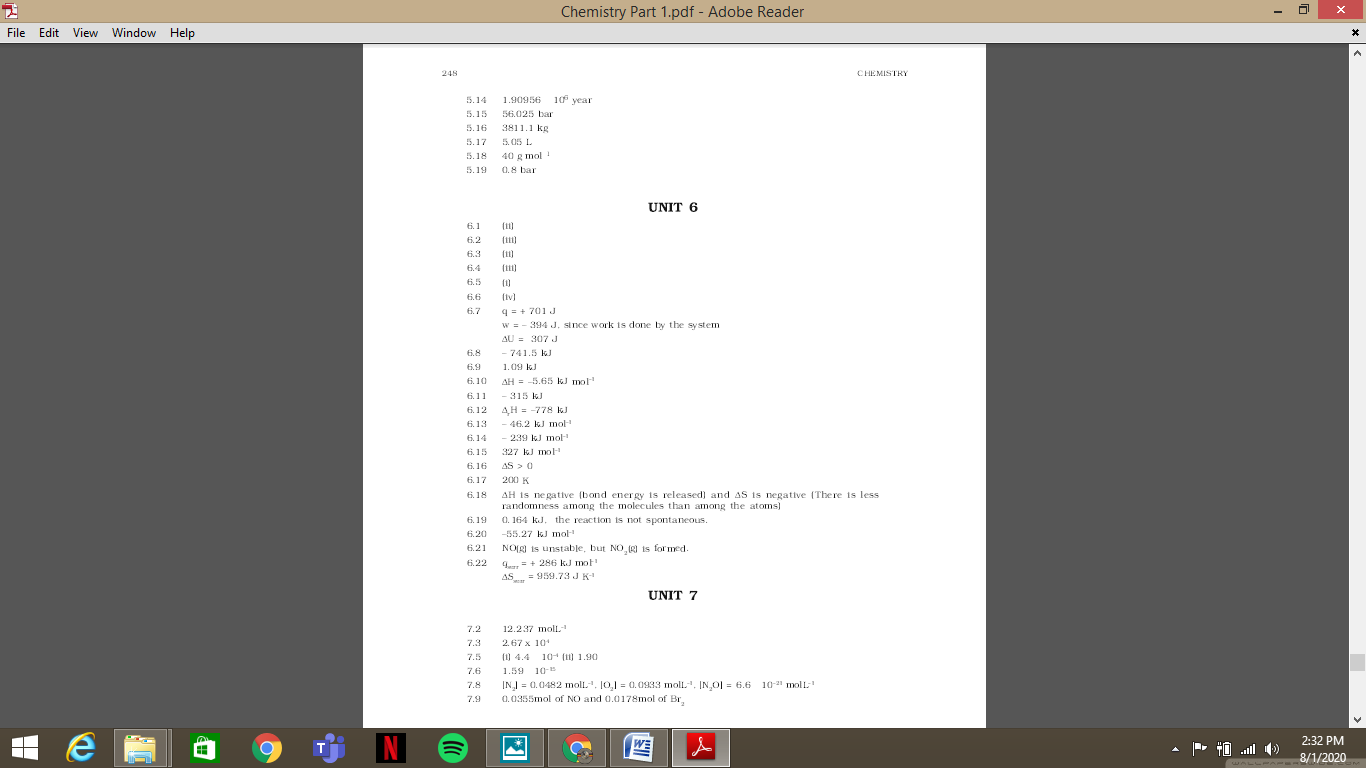 Chemistry Part 1.pdf - Adobe Reader
File Edit View Window Help
248 CHEMISTRY
5.14 1.90956 10⁶ year
5.15 56.025 bar
5.16 3811.1 kg
5.17 5.05 L
5.18 40 g mol ¹
5.19 0.8 bar
UNIT 6
6.1 (ii)
6.2 (iii)
6.3 (ii)
6.4 (iii)
6.5 (i)
6.6 (iv)
6.7 q = + 701 J
w = – 394 J, since work is done by the system
ΔU = 307 J
6.8 – 741.5 kJ
6.9 1.09 kJ
6.10 ΔH = –5.65 kJ mol⁻¹
6.11 – 315 kJ
6.12 ΔᵣH = –778 kJ
6.13 – 46.2 kJ mol⁻¹
6.14 – 239 kJ mol⁻¹
6.15 327 kJ mol⁻¹
6.16 ΔS > 0
6.17 200 K
6.18 ΔH is negative (bond energy is released) and ΔS is negative (There is less
randomness among the molecules than among the atoms)
6.19 0.164 kJ, the reaction is not spontaneous.
6.20 –55.27 kJ mol⁻¹
6.21 NO(g) is unstable, but NO₂(g) is formed.
6.22 q_surr = + 286 kJ mol⁻¹
ΔS_surr = 959.73 J K⁻¹
UNIT 7
7.2 12.237 molL⁻¹
7.3 2.67 x 10⁴
7.5 (i) 4.4 10⁻⁴ (ii) 1.90
7.6 1.59 10⁻¹⁵
7.8 [N₂] = 0.0482 molL⁻¹, [O₂] = 0.0933 molL⁻¹, [N₂O] = 6.6 10⁻²¹ molL⁻¹
7.9 0.0355mol of NO and 0.0178mol of Br₂
2:32 PM
8/1/2020